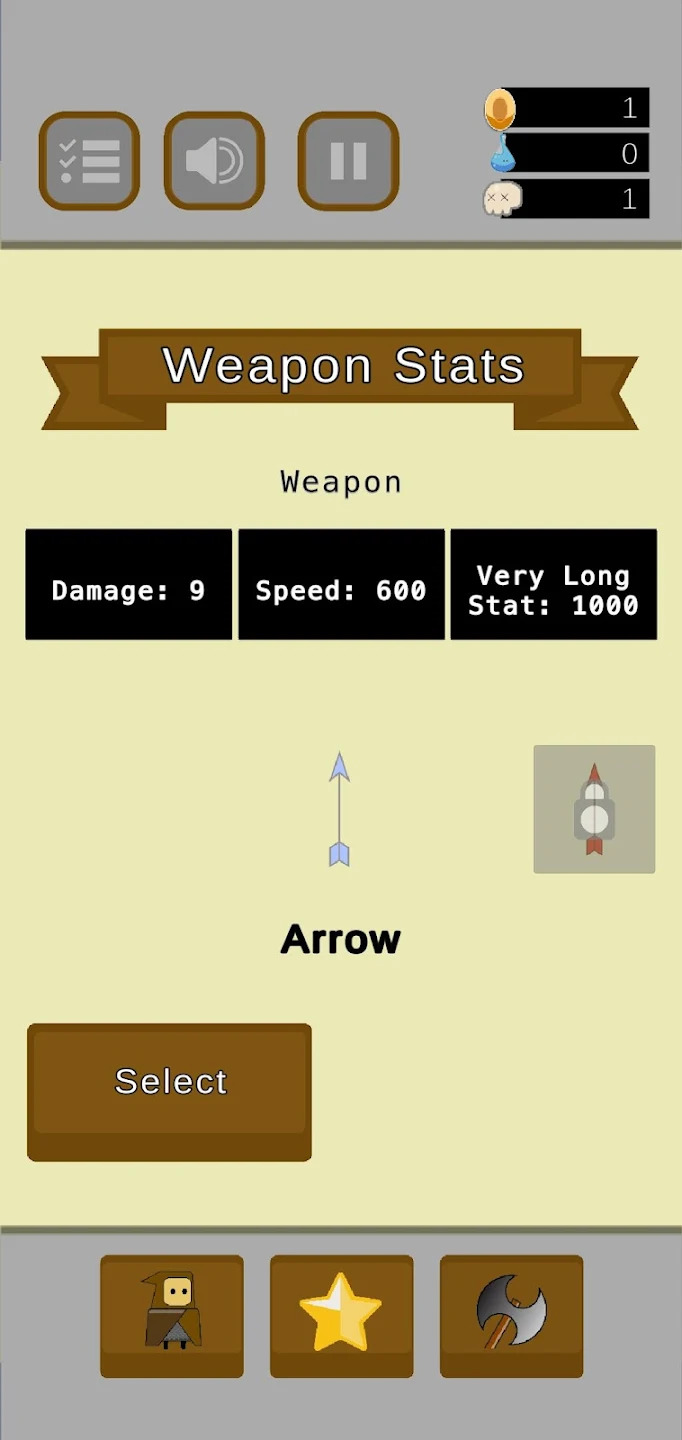 1
0
1
Weapon Stats
Weapon
Damage: 9
Speed: 600
Very Long
Stat: 1000
Arrow
Select